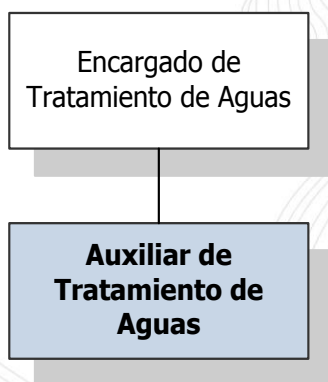 Encargado de
Tratamiento de Aguas
Auxiliar de
Tratamiento de
Aguas